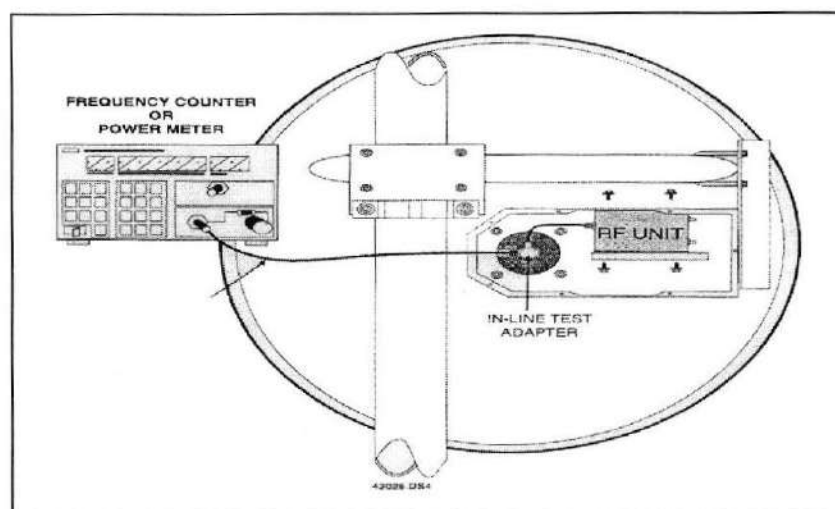 FREQUENCY COUNTER
OR
POWER METER
RF UNIT
IN-LINE TEST
ADAPTER
42026-DS4